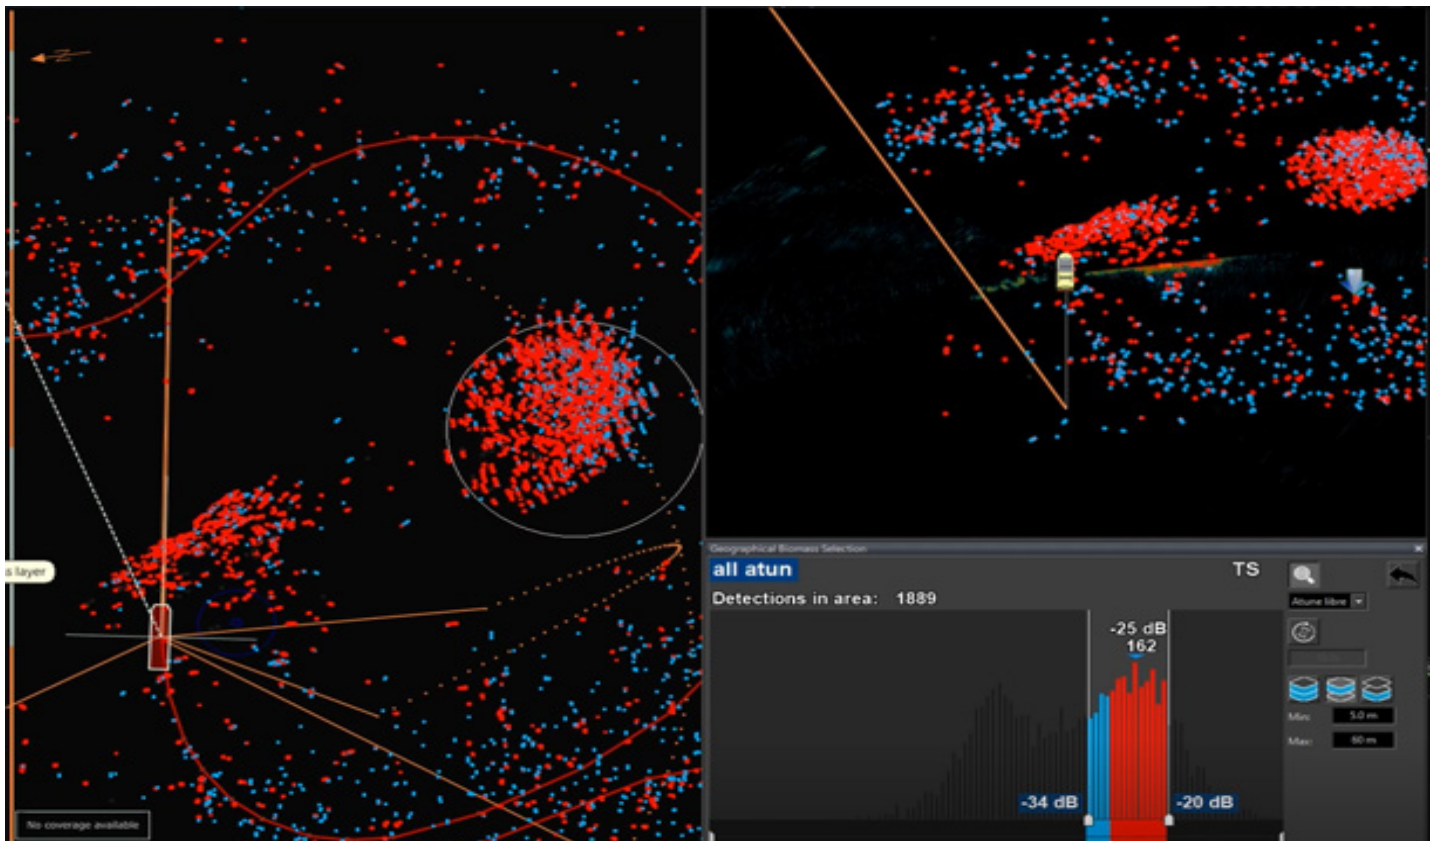 s layer
No coverage available
Geographical Biomass Selection
all atun
TS
Detections in area: 1889
Atune libre
-25 dB
162
Min:
5.0 m
Max:
60 m
-34 dB
-20 dB